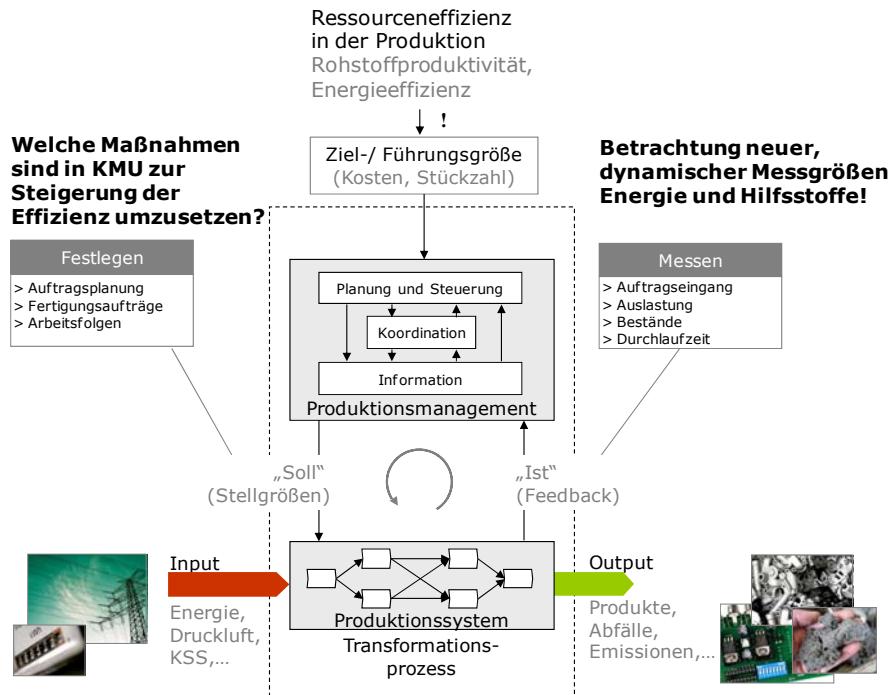 Ressourceneffizienz
in der Produktion
Rohstoffproduktivität,
Energieeffizienz
!
Welche Maßnahmen
sind in KMU zur
Steigerung der
Effizienz umzusetzen?
Ziel-/ Führungsgröße
(Kosten, Stückzahl)
Betrachtung neuer,
dynamischer Messgrößen
Energie und Hilfsstoffe!
Festlegen
> Auftragsplanung
> Fertigungsaufträge
> Arbeitsfolgen
Planung und Steuerung
Koordination
Information
Produktionsmanagement
Messen
> Auftragseingang
> Auslastung
> Bestände
> Durchlaufzeit
„Soll“
(Stellgrößen)
„Ist“
(Feedback)
Input
Energie,
Druckluft,
KSS,...
Produktionssystem
Transformations-
prozess
Output
Produkte,
Abfälle,
Emissionen,...